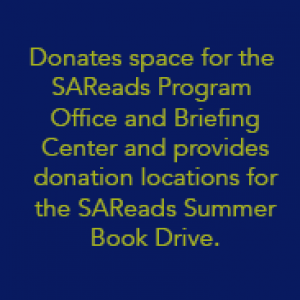 Donates space for the
SAReads Program
Office and Briefing
Center and provides
donation locations for
the SAReads Summer
Book Drive.